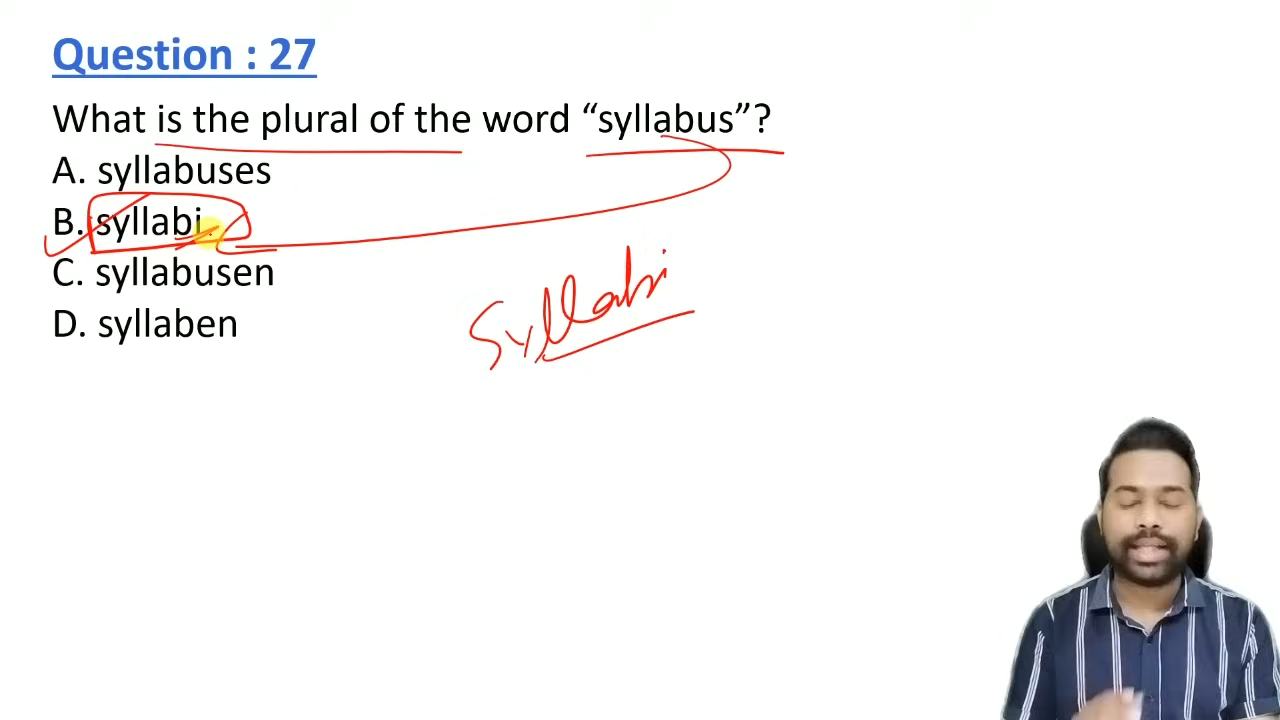 Question : 27
What is the plural of the word “syllabus”?
A. syllabuses
B. syllabi
C. syllabusen
D. syllaben
Syllabi